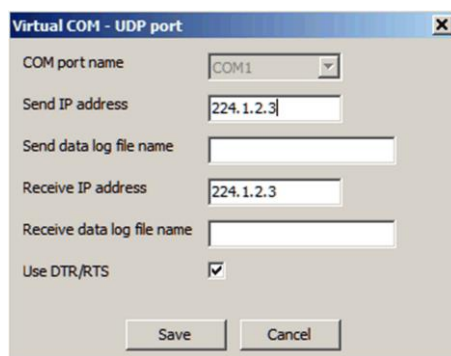 Virtual COM - UDP port
COM port name COM1
Send IP address 224.1.2.3
Send data log file name
Receive IP address 224.1.2.3
Receive data log file name
Use DTR/RTS
Save Cancel